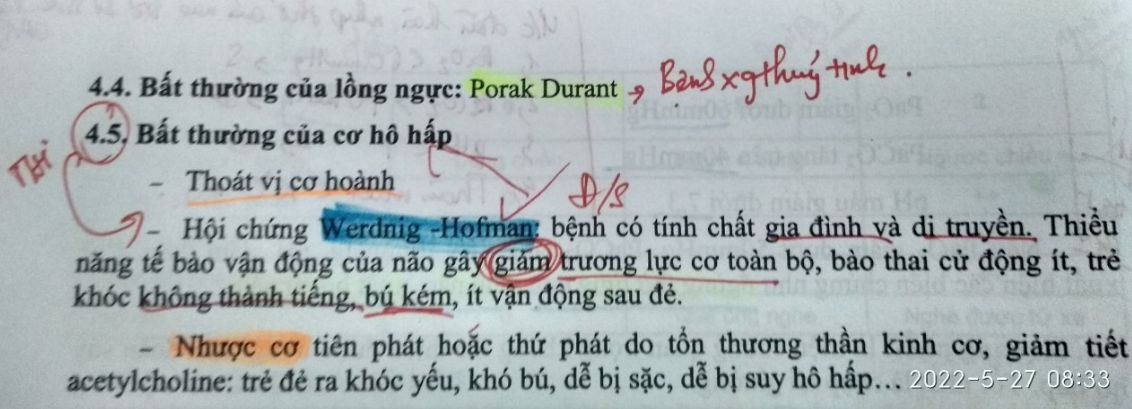 4.4. Bất thường của lồng ngực: Porak Durant → xg thuỷ tinh.
4.5. Bất thường của cơ hô hấp
Thi
- Thoát vị cơ hoành
Đ/S
- Hội chứng Werdnig -Hofman: bệnh có tính chất gia đình và di truyền. Thiểu
năng tế bào vận động của não gây giảm trương lực cơ toàn bộ, bào thai cử động ít, trẻ
khóc không thành tiếng, bú kém, ít vận động sau đẻ.
- Nhược cơ tiên phát hoặc thứ phát do tổn thương thần kinh cơ, giảm tiết
acetylcholine: trẻ đẻ ra khóc yếu, khó bú, dễ bị sặc, dễ bị suy hô hấp...
2022-5-27 08:33